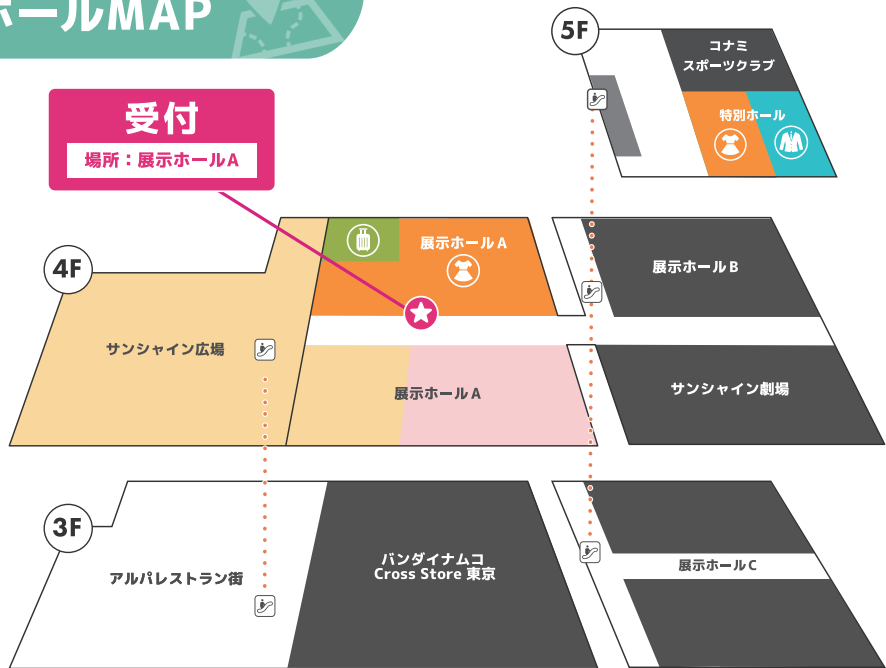 ホールMAP
5F
コナミ
スポーツクラブ
特別ホール
受付
場所：展示ホールA
4F
展示ホールA
展示ホールB
サンシャイン広場
展示ホールA
サンシャイン劇場
3F
アルパレストラン街
バンダイナムコ
Cross Store 東京
展示ホールC